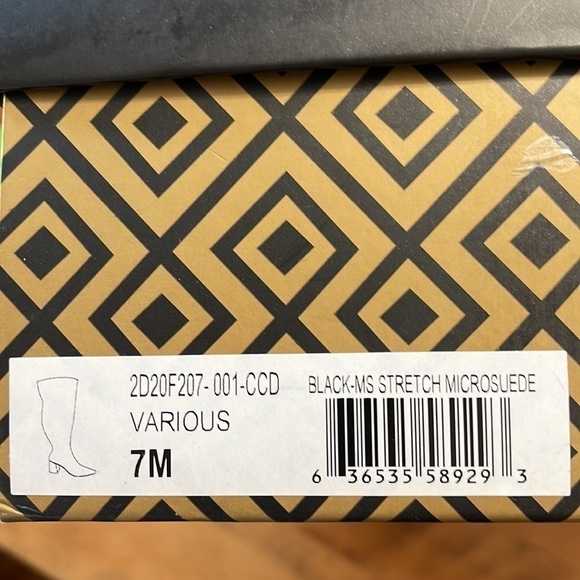 2D20F207- 001-CCD
VARIOUS
7M
BLACK-MS STRETCH MICROSUEDE
6 36535 58929 3